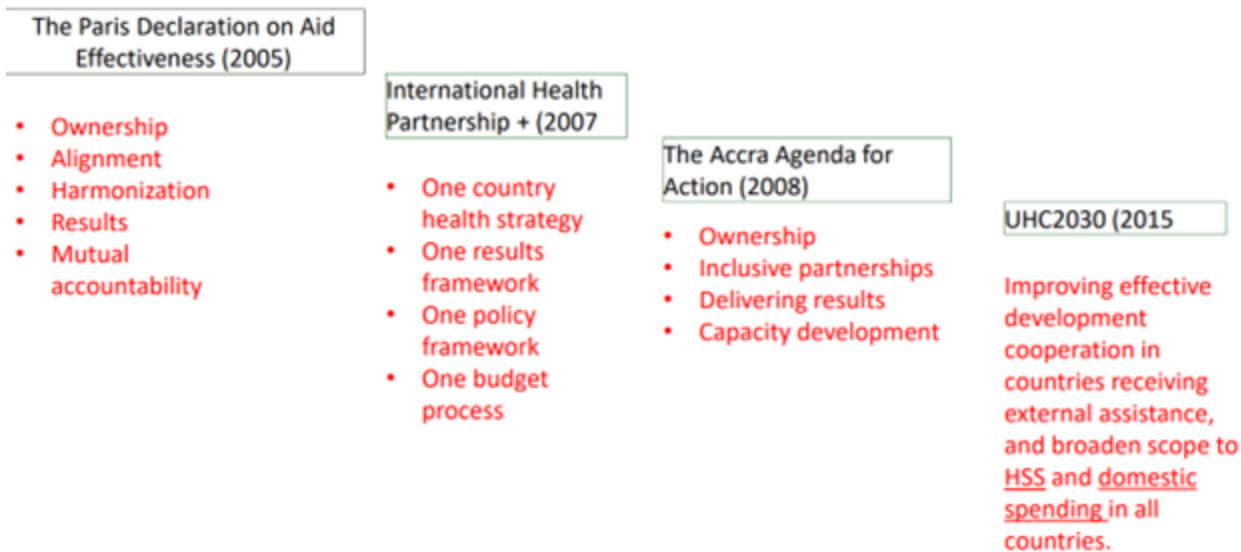 The Paris Declaration on Aid
Effectiveness (2005)
• Ownership
• Alignment
• Harmonization
• Results
• Mutual
accountability
International Health
Partnership + (2007
• One country
health strategy
• One results
framework
• One policy
framework
• One budget
process
The Accra Agenda for
Action (2008)
• Ownership
• Inclusive partnerships
• Delivering results
• Capacity development
UHC2030 (2015
Improving effective
development
cooperation in
countries receiving
external assistance,
and broaden scope to
HSS and domestic
spending in all
countries.